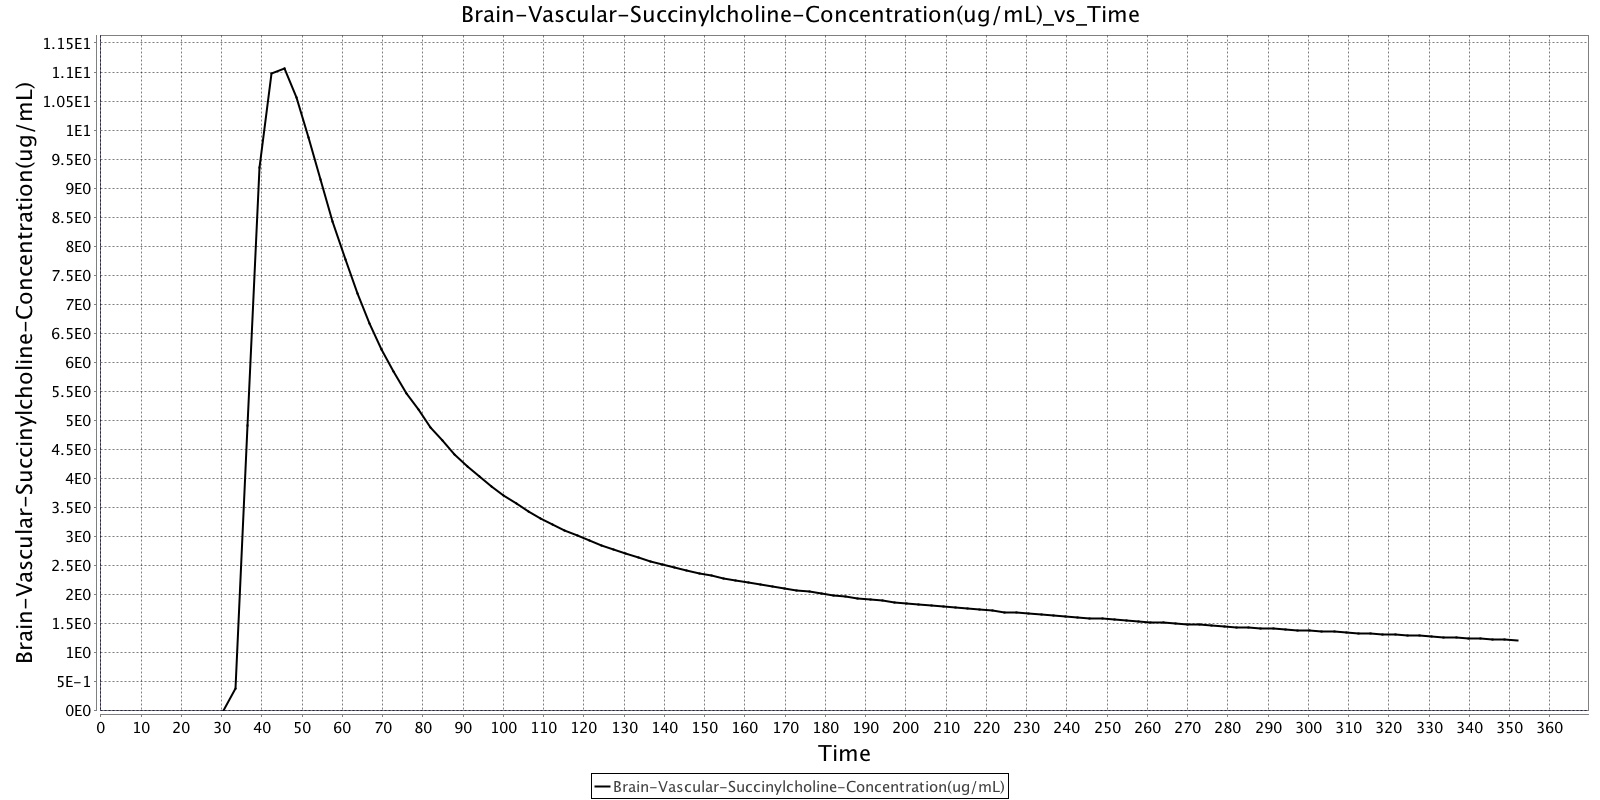 Brain-Vascular-Succinylcholine-Concentration(ug/mL)_vs_Time
Brain-Vascular-Succinylcholine-Concentration(ug/mL)
1.15E1
1.1E1
1.05E1
1E1
9.5E0
9E0
8.5E0
8E0
7.5E0
7E0
6.5E0
6E0
5.5E0
5E0
4.5E0
4E0
3.5E0
3E0
2.5E0
2E0
1.5E0
1E0
5E-1
0E0
0 10 20 30 40 50 60 70 80 90 100 110 120 130 140 150 160 170 180 190 200 210 220 230 240 250 260 270 280 290 300 310 320 330 340 350 360
Time
Brain-Vascular-Succinylcholine-Concentration(ug/mL)